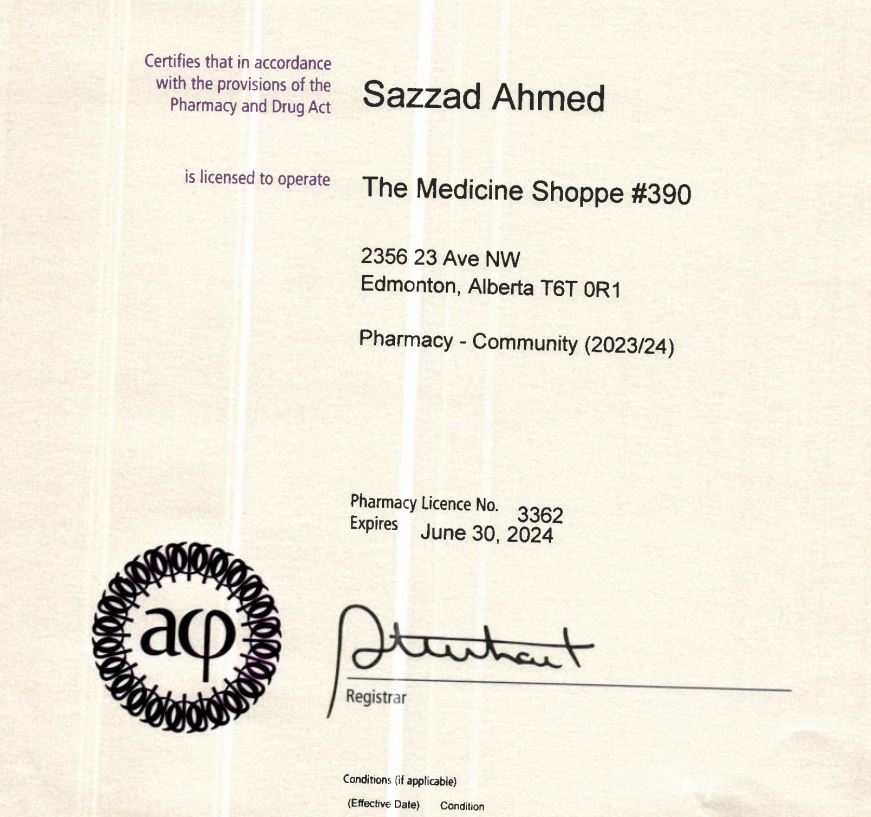 Certifies that in accordance
with the provisions of the
Pharmacy and Drug Act
Sazzad Ahmed
is licensed to operate
The Medicine Shoppe #390
2356 23 Ave NW
Edmonton, Alberta T6T 0R1
Pharmacy - Community (2023/24)
Pharmacy Licence No. 3362
Expires June 30, 2024
acp
Registrar
Conditions (if applicable)
(Effective Date) Condition